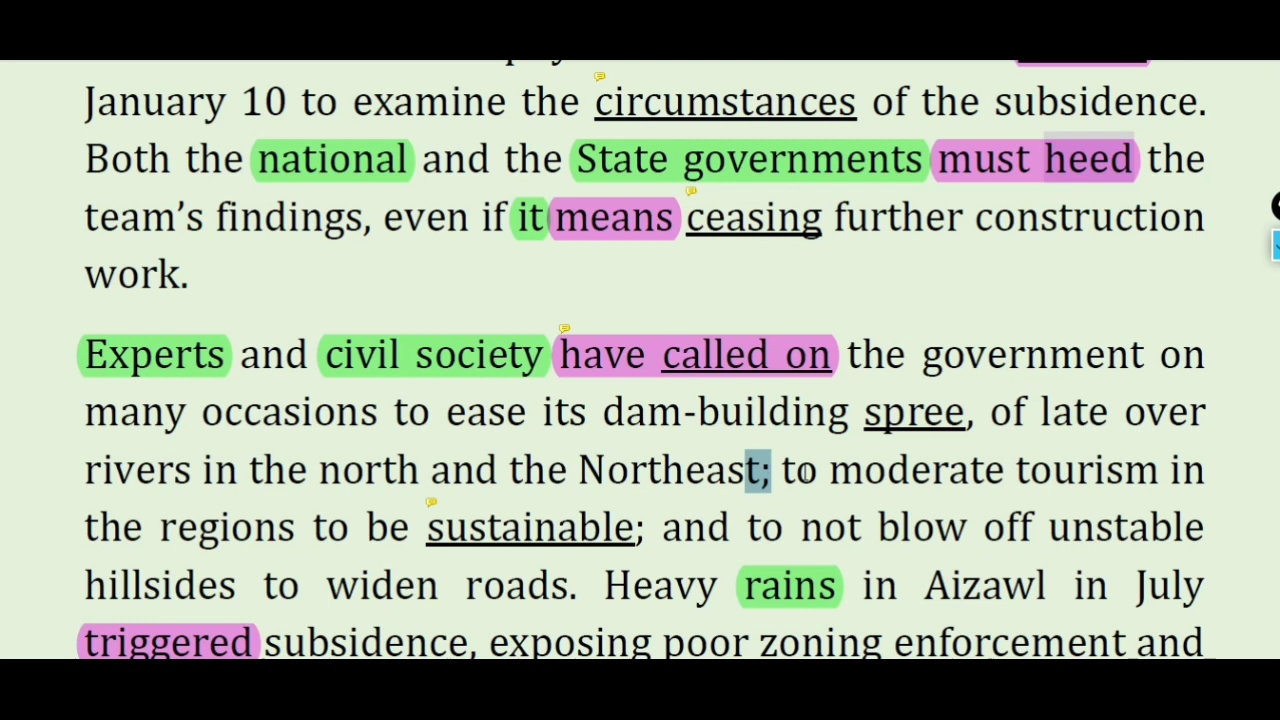 January 10 to examine the circumstances of the subsidence.
Both the national and the State governments must heed the
team’s findings, even if it means ceasing further construction
work.
Experts and civil society have called on the government on
many occasions to ease its dam-building spree, of late over
rivers in the north and the Northeast; to moderate tourism in
the regions to be sustainable; and to not blow off unstable
hillsides to widen roads. Heavy rains in Aizawl in July
triggered subsidence, exposing poor zoning enforcement and